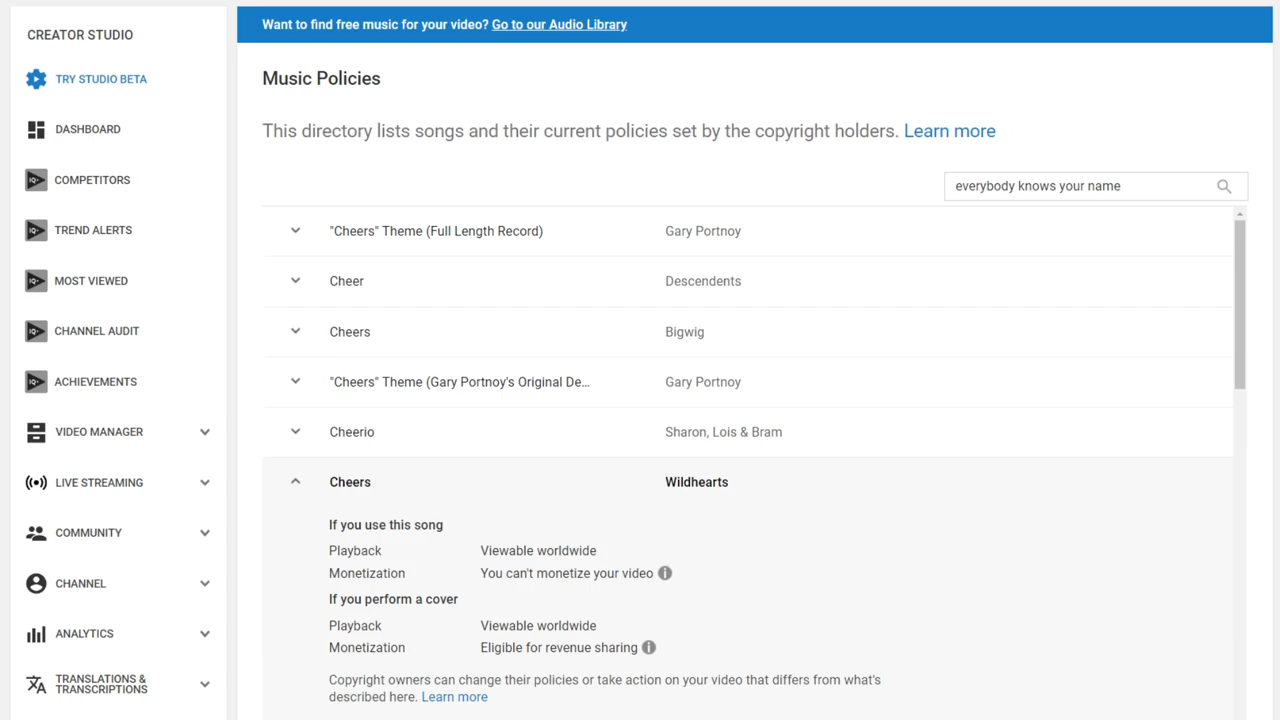 CREATOR STUDIO
TRY STUDIO BETA
DASHBOARD
COMPETITORS
TREND ALERTS
MOST VIEWED
CHANNEL AUDIT
ACHIEVEMENTS
VIDEO MANAGER
LIVE STREAMING
COMMUNITY
CHANNEL
ANALYTICS
TRANSLATIONS &
TRANSCRIPTIONS
Want to find free music for your video? Go to our Audio Library
Music Policies
This directory lists songs and their current policies set by the copyright holders. Learn more
everybody knows your name
"Cheers" Theme (Full Length Record) Gary Portnoy
Cheer Descendents
Cheers Bigwig
"Cheers" Theme (Gary Portnoy's Original De... Gary Portnoy
Cheerio Sharon, Lois & Bram
Cheers Wildhearts
If you use this song
Playback Viewable worldwide
Monetization You can't monetize your video
If you perform a cover
Playback Viewable worldwide
Monetization Eligible for revenue sharing
Copyright owners can change their policies or take action on your video that differs from what's
described here. Learn more